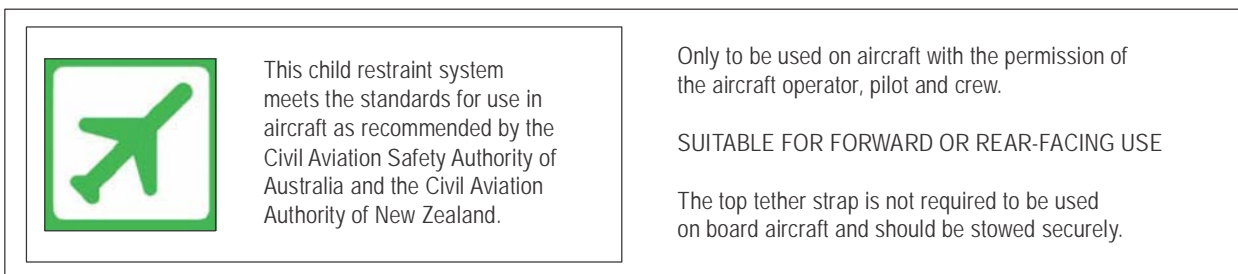 This child restraint system
meets the standards for use in
aircraft as recommended by the
Civil Aviation Safety Authority of
Australia and the Civil Aviation
Authority of New Zealand.
Only to be used on aircraft with the permission of
the aircraft operator, pilot and crew.
SUITABLE FOR FORWARD OR REAR-FACING USE
The top tether strap is not required to be used
on board aircraft and should be stowed securely.